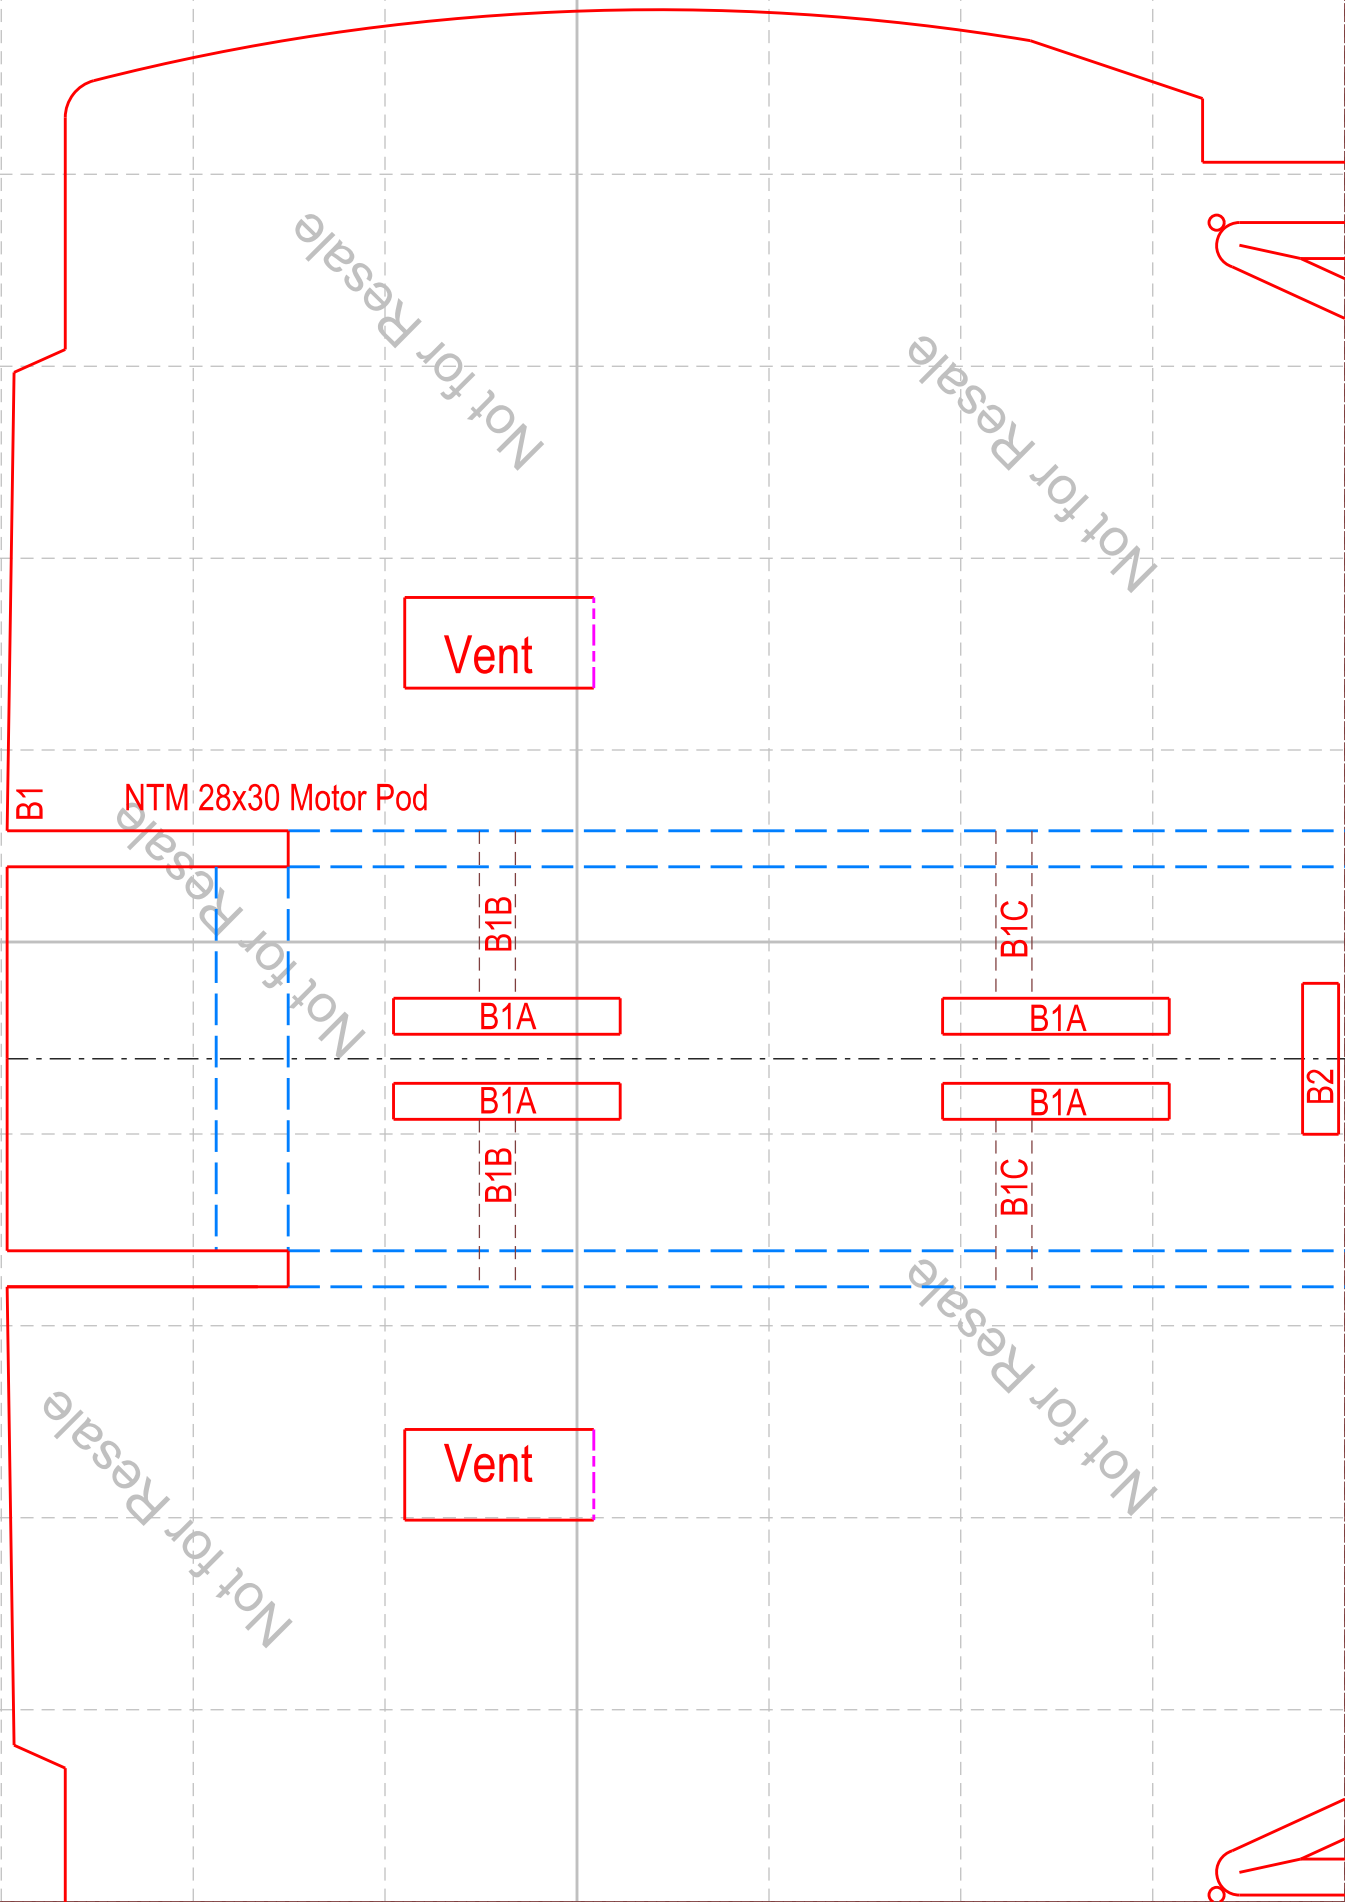 Not for Resale
Not for Resale
Vent
B1
NTM 28x30 Motor Pod
Not for Resale
B1B
B1C
B1A
B1A
B1A
B1A
B2
B1B
B1C
Not for Resale
Not for Resale
Vent